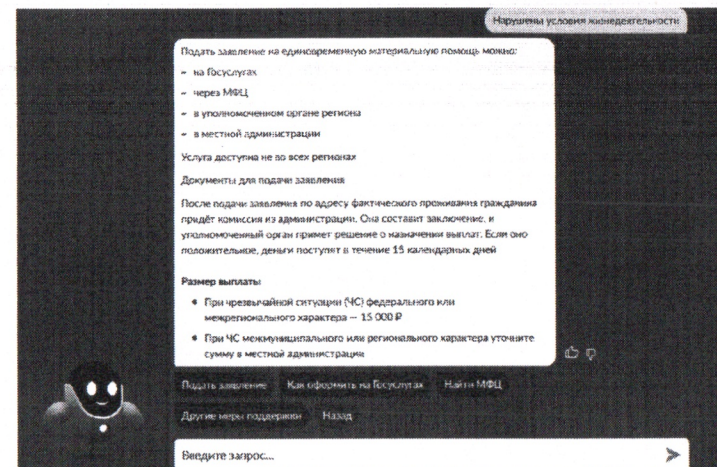 Нарушены условия жизнедеятельности
Подать заявление на единовременную материальную помощь можно:
– на Госуслугах
– через МФЦ
– в уполномоченном органе региона
– в местной администрации
Услуга доступна не во всех регионах
Документы для подачи заявления
После подачи заявления по адресу фактического проживания гражданина
придёт комиссия из администрации. Она составит заключение, и
уполномоченный орган примет решение о назначении выплат. Если оно
положительное, деньги поступят в течение 15 календарных дней
Размер выплаты
• При чрезвычайной ситуации (ЧС) федерального или
межрегионального характера – 15 000 ₽
• При ЧС межмуниципального или регионального характера уточните
сумму в местной администрации
Подать заявление Как оформить на Госуслугах Найти МФЦ
Другие меры поддержки Назад
Введите запрос...